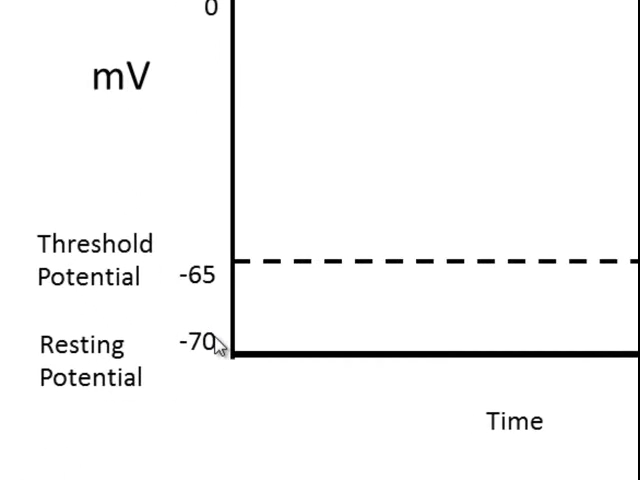 0
mV
Threshold
Potential
-65
Resting
Potential
-70
Time